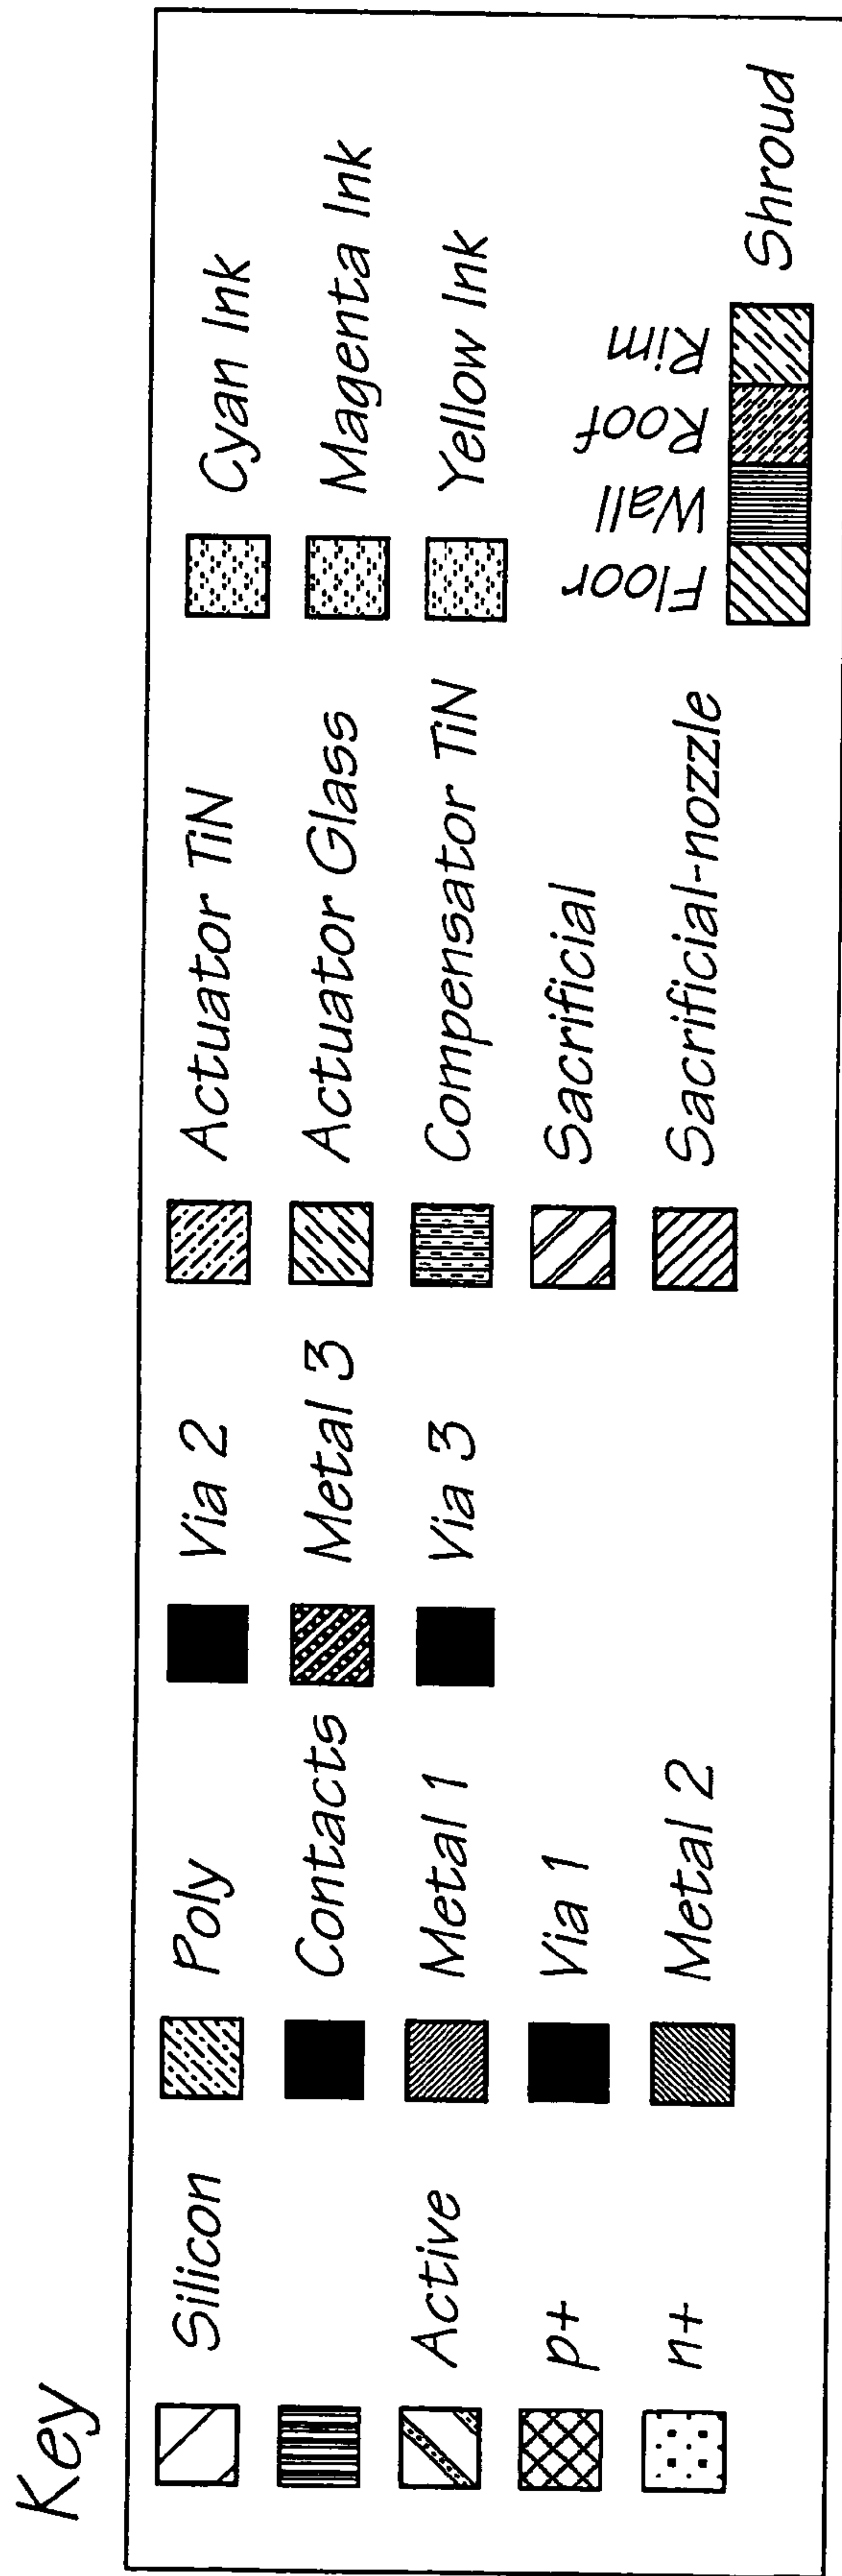 Key
Silicon
Active
p+
n+
Poly
Contacts
Metal 1
Via 1
Metal 2
Via 2
Metal 3
Via 3
Actuator TiN
Actuator Glass
Compensator TiN
Sacrificial
Sacrificial-nozzle
Cyan Ink
Magenta Ink
Yellow Ink
Floor
Wall
Roof
Rim
Shroud